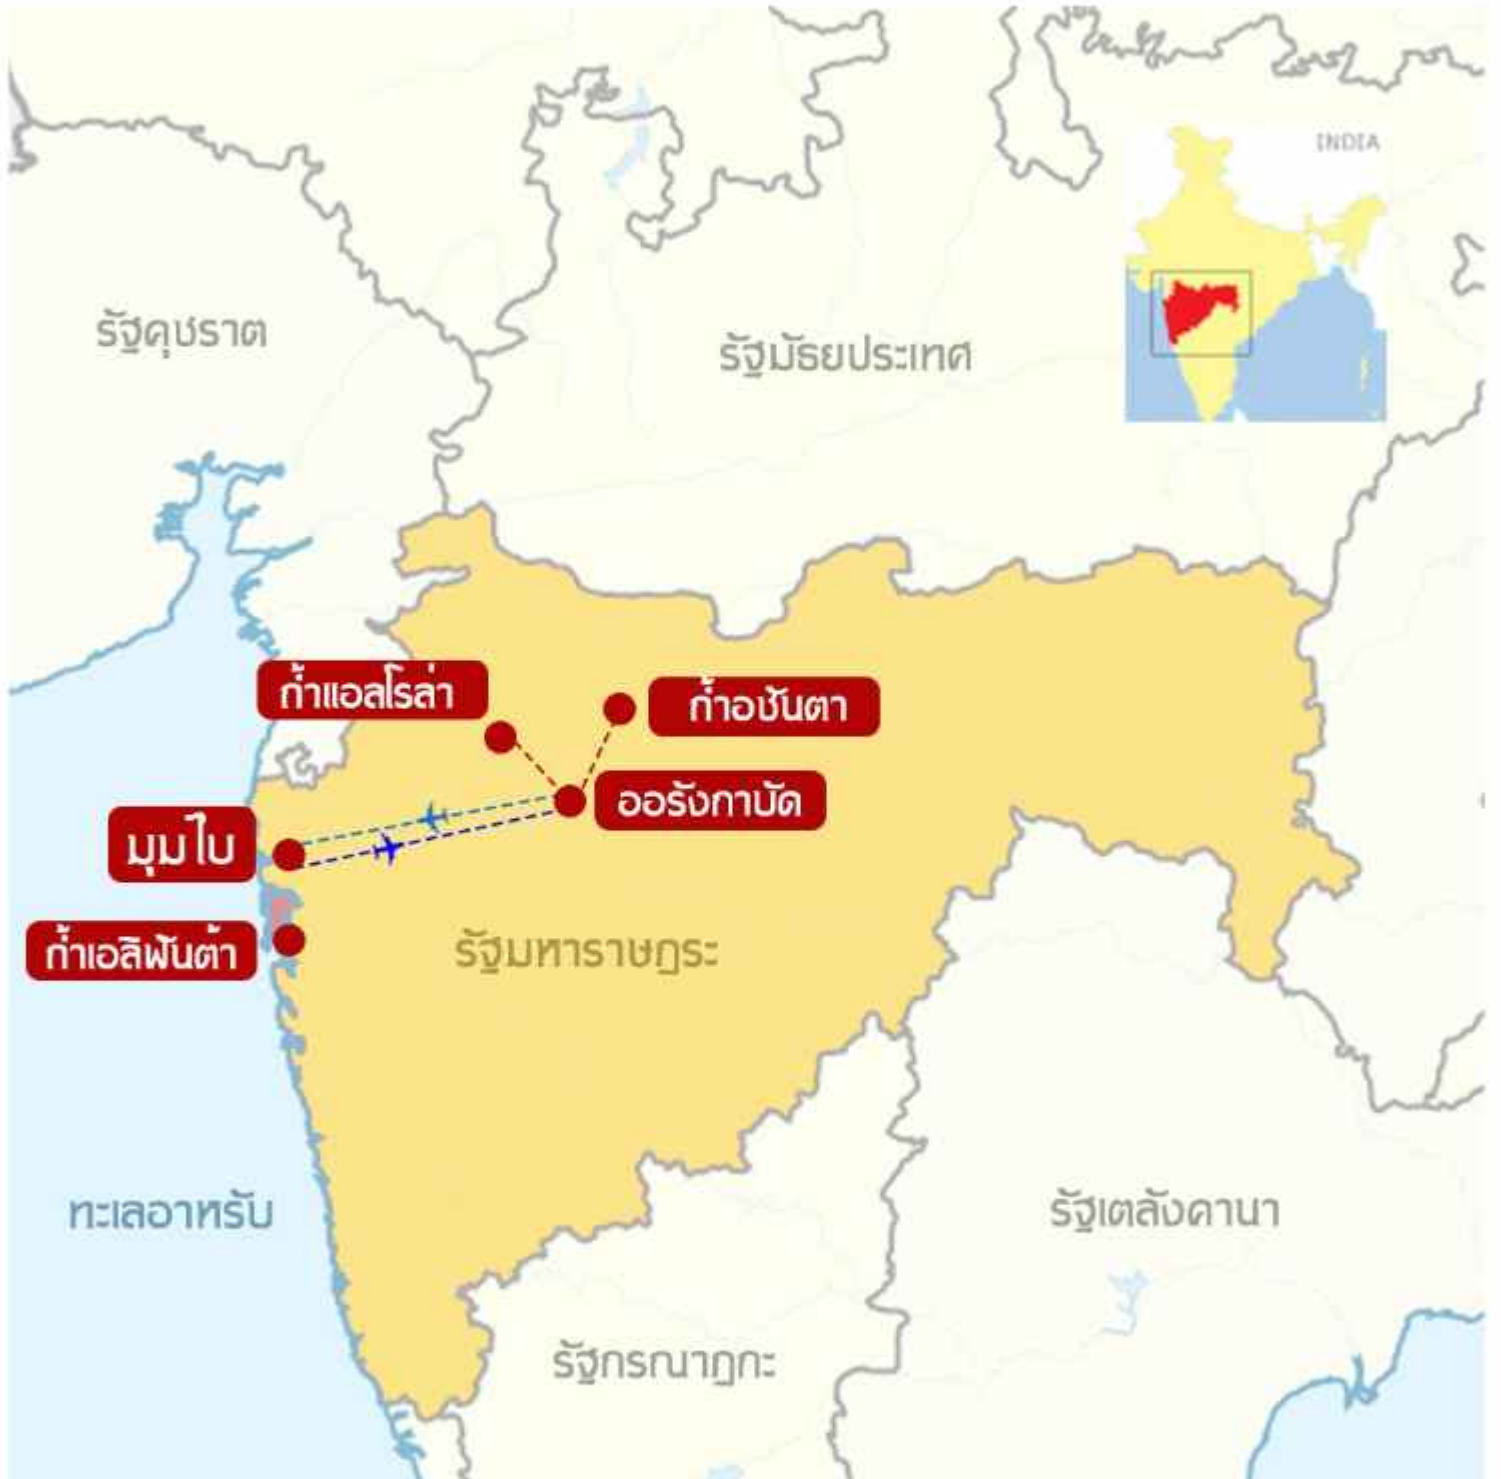 INDIA
รัฐคุชราต
รัฐมัธยประเทศ
ถ้ำแอลโรล่า
ถ้ำอชันตา
ออรังกาบัด
มุมไบ
ถ้ำเอลิฟันต้า
รัฐมหาราษฎระ
ทะเลอาหรับ
รัฐเตลังคานา
รัฐกรณาฏกะ